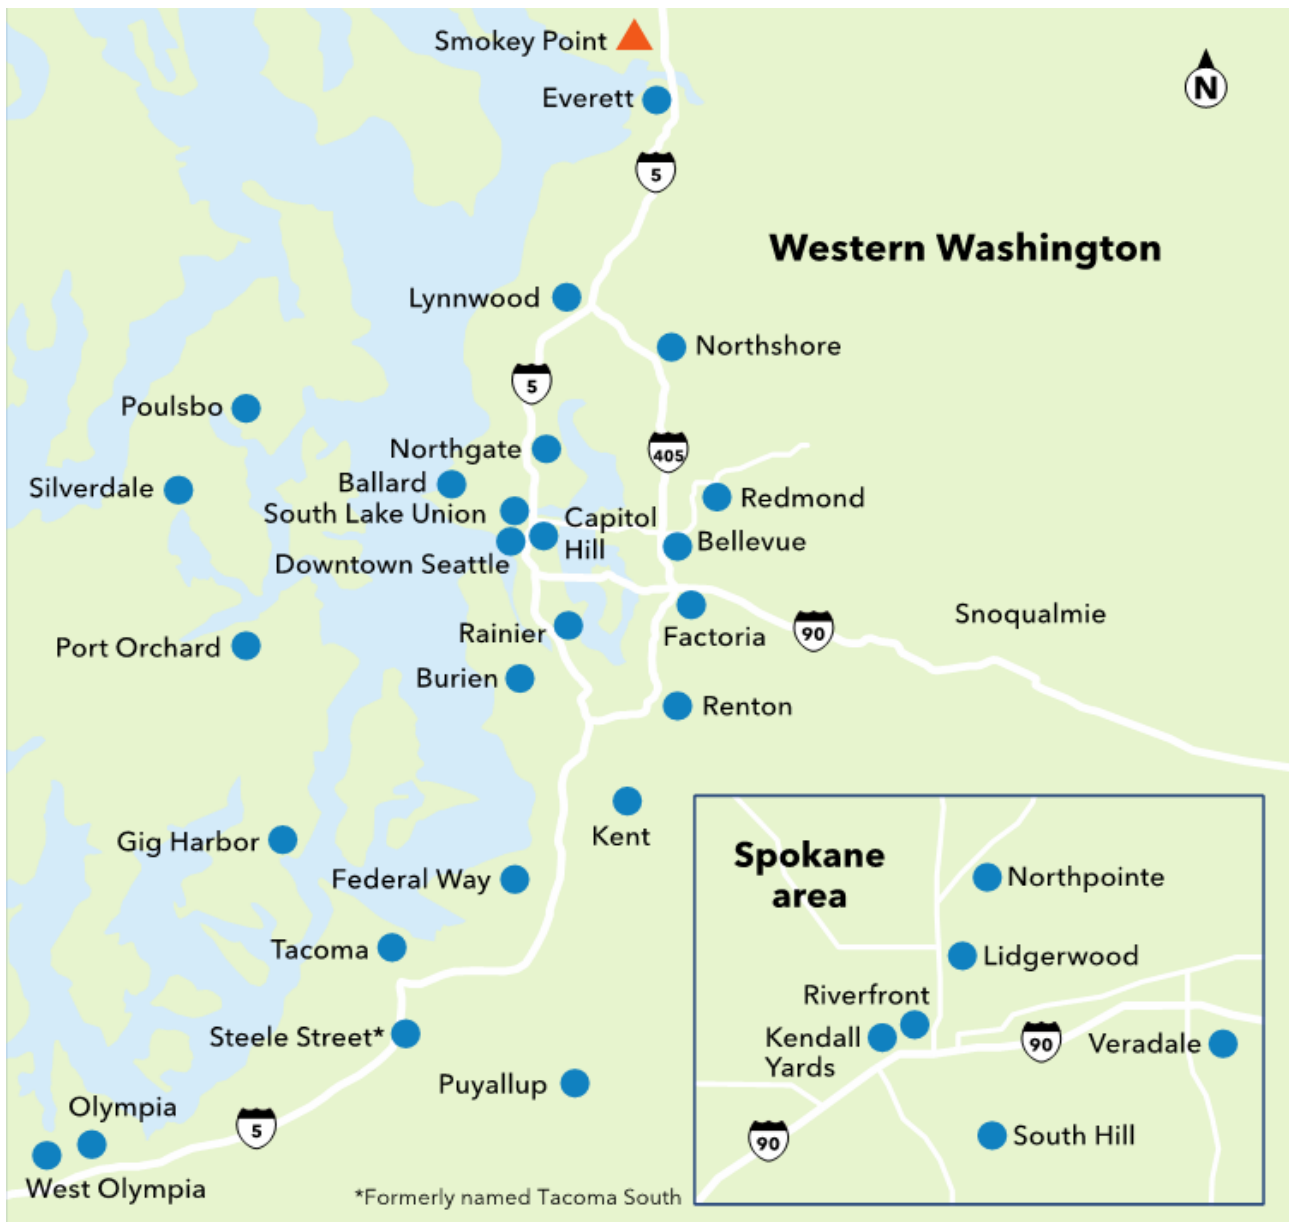 Smokey Point
N
Everett
5
Western Washington
Lynnwood
Northshore
5
Poulsbo
Northgate
405
Ballard
Silverdale
Redmond
South Lake Union
Capitol
Hill
Bellevue
Downtown Seattle
Snoqualmie
Rainier
Factoria
90
Port Orchard
Burien
Renton
Kent
Gig Harbor
Federal Way
Tacoma
Steele Street*
Puyallup
Olympia
5
West Olympia
*Formerly named Tacoma South
Spokane
area
Northpointe
Lidgerwood
Riverfront
Kendall
Yards
90
Veradale
90
South Hill